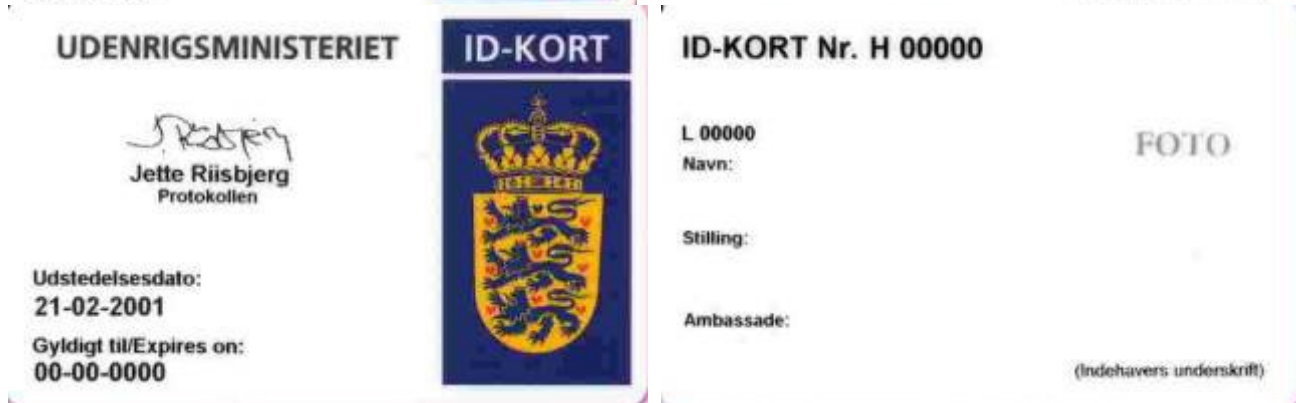 UDENRIGSMINISTERIET
ID-KORT
Jette Riisbjerg
Protokollen
Udstedelsesdato:
21-02-2001
Gyldigt til/Expires on:
00-00-0000
ID-KORT Nr. H 00000
L 00000
FOTO
Navn:
Stilling:
Ambassade:
(Indehavers underskrift)